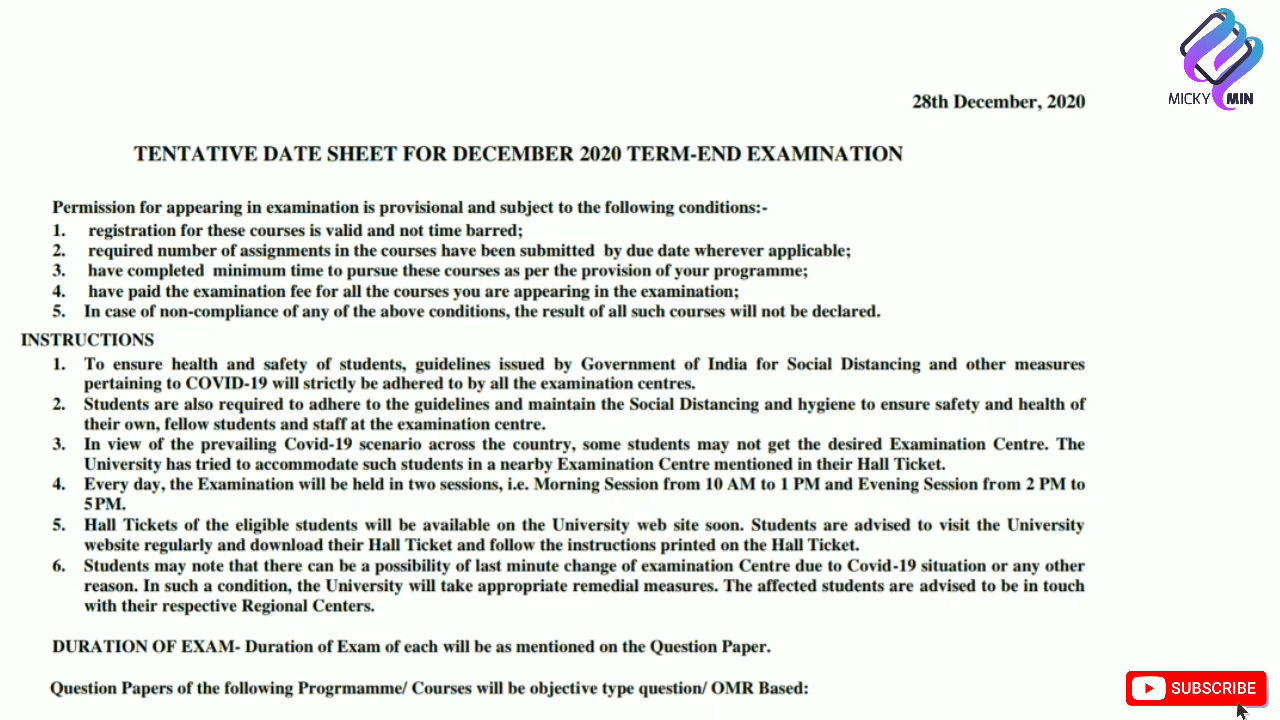 MICKY MIN
28th December, 2020
TENTATIVE DATE SHEET FOR DECEMBER 2020 TERM-END EXAMINATION
Permission for appearing in examination is provisional and subject to the following conditions:-
1. registration for these courses is valid and not time barred;
2. required number of assignments in the courses have been submitted by due date wherever applicable;
3. have completed minimum time to pursue these courses as per the provision of your programme;
4. have paid the examination fee for all the courses you are appearing in the examination;
5. In case of non-compliance of any of the above conditions, the result of all such courses will not be declared.
INSTRUCTIONS
1. To ensure health and safety of students, guidelines issued by Government of India for Social Distancing and other measures
pertaining to COVID-19 will strictly be adhered to by all the examination centres.
2. Students are also required to adhere to the guidelines and maintain the Social Distancing and hygiene to ensure safety and health of
their own, fellow students and staff at the examination centre.
3. In view of the prevailing Covid-19 scenario across the country, some students may not get the desired Examination Centre. The
University has tried to accommodate such students in a nearby Examination Centre mentioned in their Hall Ticket.
4. Every day, the Examination will be held in two sessions, i.e. Morning Session from 10 AM to 1 PM and Evening Session from 2 PM to
5PM.
5. Hall Tickets of the eligible students will be available on the University web site soon. Students are advised to visit the University
website regularly and download their Hall Ticket and follow the instructions printed on the Hall Ticket.
6. Students may note that there can be a possibility of last minute change of examination Centre due to Covid-19 situation or any other
reason. In such a condition, the University will take appropriate remedial measures. The affected students are advised to be in touch
with their respective Regional Centers.
DURATION OF EXAM- Duration of Exam of each will be as mentioned on the Question Paper.
Question Papers of the following Progrmamme/ Courses will be objective type question/ OMR Based:
SUBSCRIBE